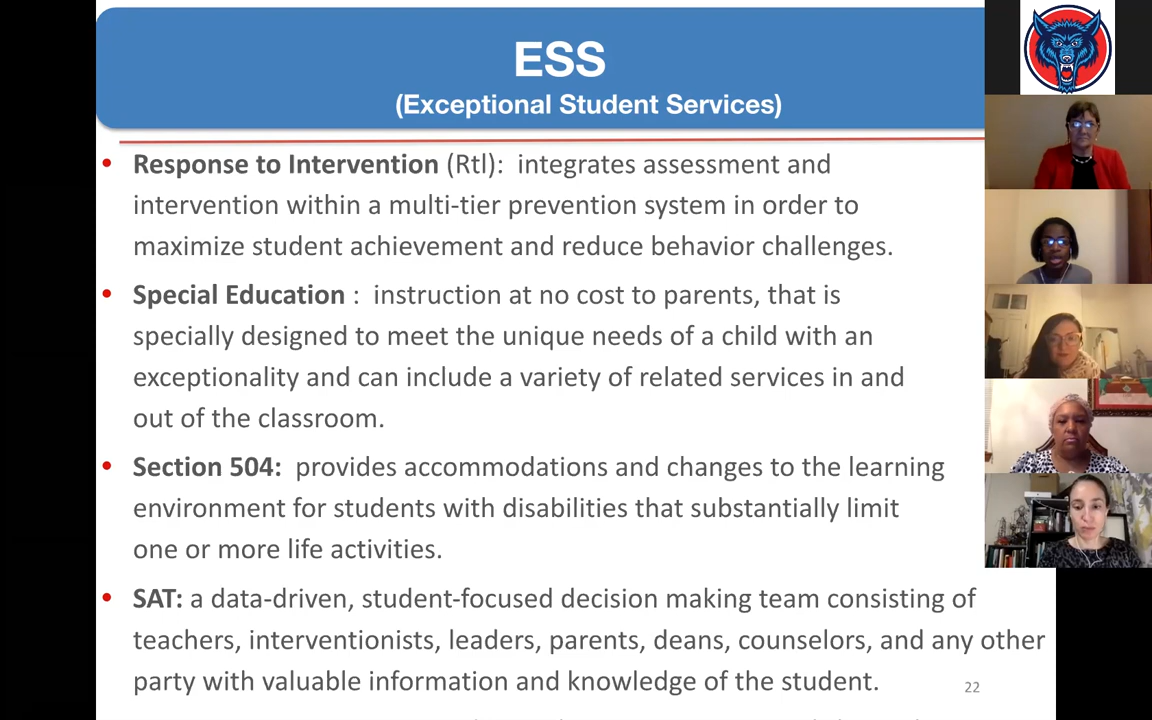 ESS
(Exceptional Student Services)
• Response to Intervention (RtI): integrates assessment and
intervention within a multi-tier prevention system in order to
maximize student achievement and reduce behavior challenges.
• Special Education : instruction at no cost to parents, that is
specially designed to meet the unique needs of a child with an
exceptionality and can include a variety of related services in and
out of the classroom.
• Section 504: provides accommodations and changes to the learning
environment for students with disabilities that substantially limit
one or more life activities.
• SAT: a data-driven, student-focused decision making team consisting of
teachers, interventionists, leaders, parents, deans, counselors, and any other
party with valuable information and knowledge of the student.
22